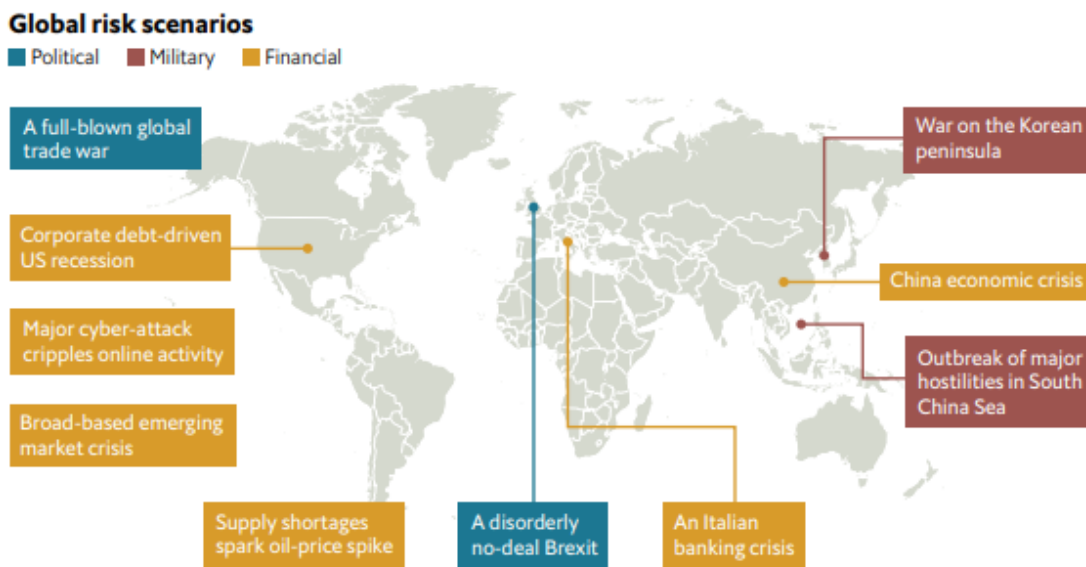 Global risk scenarios
Political Military Financial
A full-blown global
trade war
War on the Korean
peninsula
Corporate debt-driven
US recession
China economic crisis
Major cyber-attack
cripples online activity
Outbreak of major
hostilities in South
China Sea
Broad-based emerging
market crisis
Supply shortages
spark oil-price spike
A disorderly
no-deal Brexit
An Italian
banking crisis